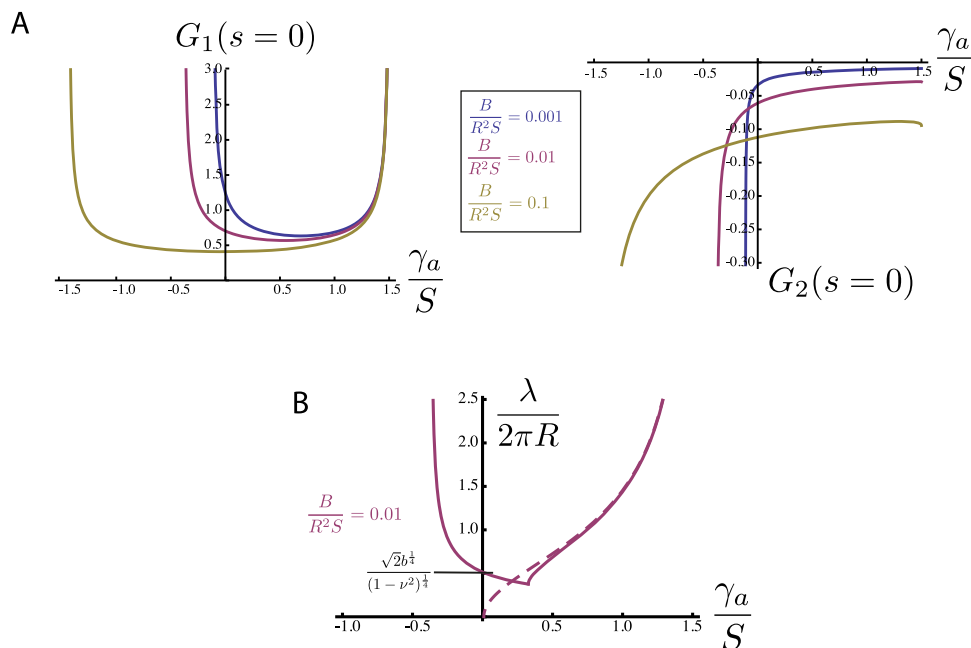 A
G₁(s = 0)
3.0
2.5
2.0
1.5
1.0
0.5
-1.5 -1.0 -0.5 0.5 1.0 1.5
γₐ/S
B/R²S = 0.001
B/R²S = 0.01
B/R²S = 0.1
γₐ/S
-1.5 -1.0 -0.5 0.5 1.0 1.5
-0.05
-0.10
-0.15
-0.20
-0.25
-0.30
G₂(s = 0)
B
λ/2πR
2.5
2.0
1.5
1.0
B/R²S = 0.01
√2b^{1/4}/(1 − ν²)^{1/4}
γₐ/S
-1.0 -0.5 0.5 1.0 1.5